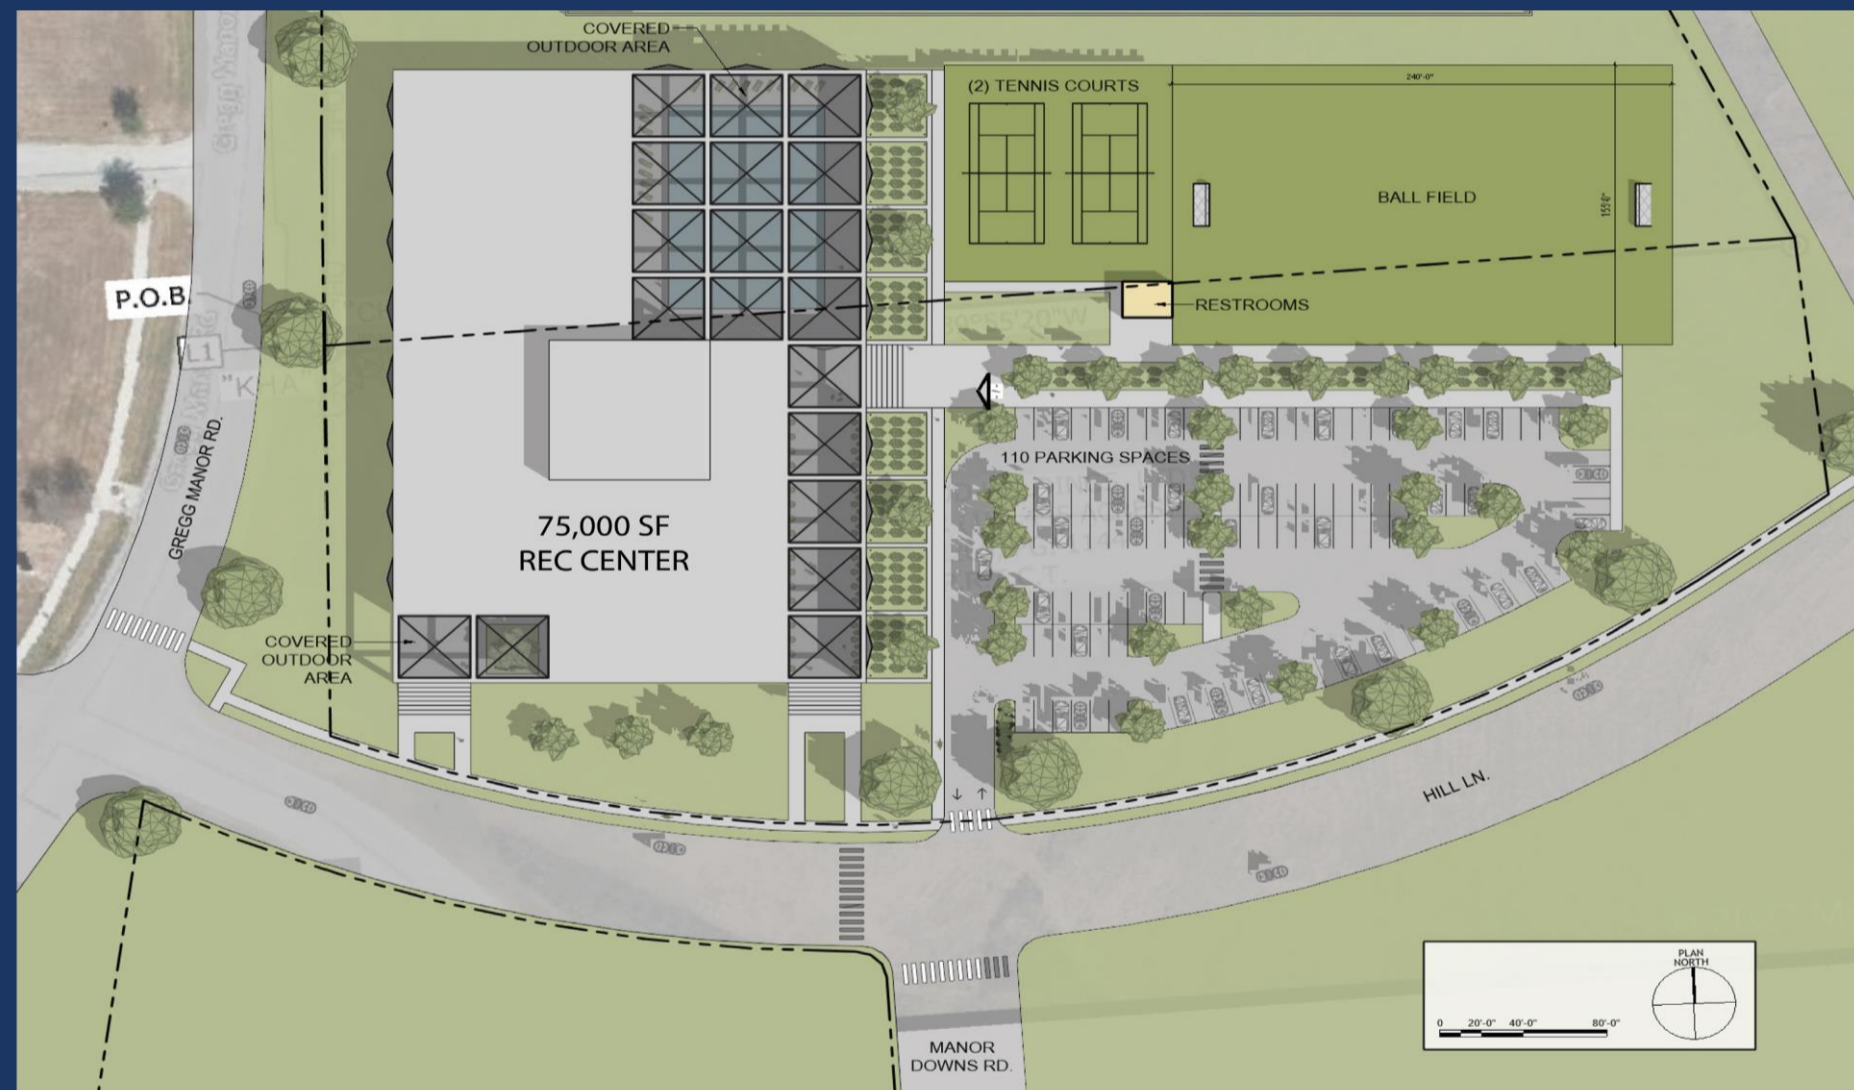 COVERED
OUTDOOR AREA
(2) TENNIS COURTS
240'-0"
BALL FIELD
P.O.B.
RESTROOMS
L1
"KHA
GREGG MANOR RD.
110 PARKING SPACES
75,000 SF
REC CENTER
COVERED
OUTDOOR
AREA
HILL LN.
PLAN
NORTH
0 20'-0" 40'-0" 80'-0"
MANOR
DOWNS RD.